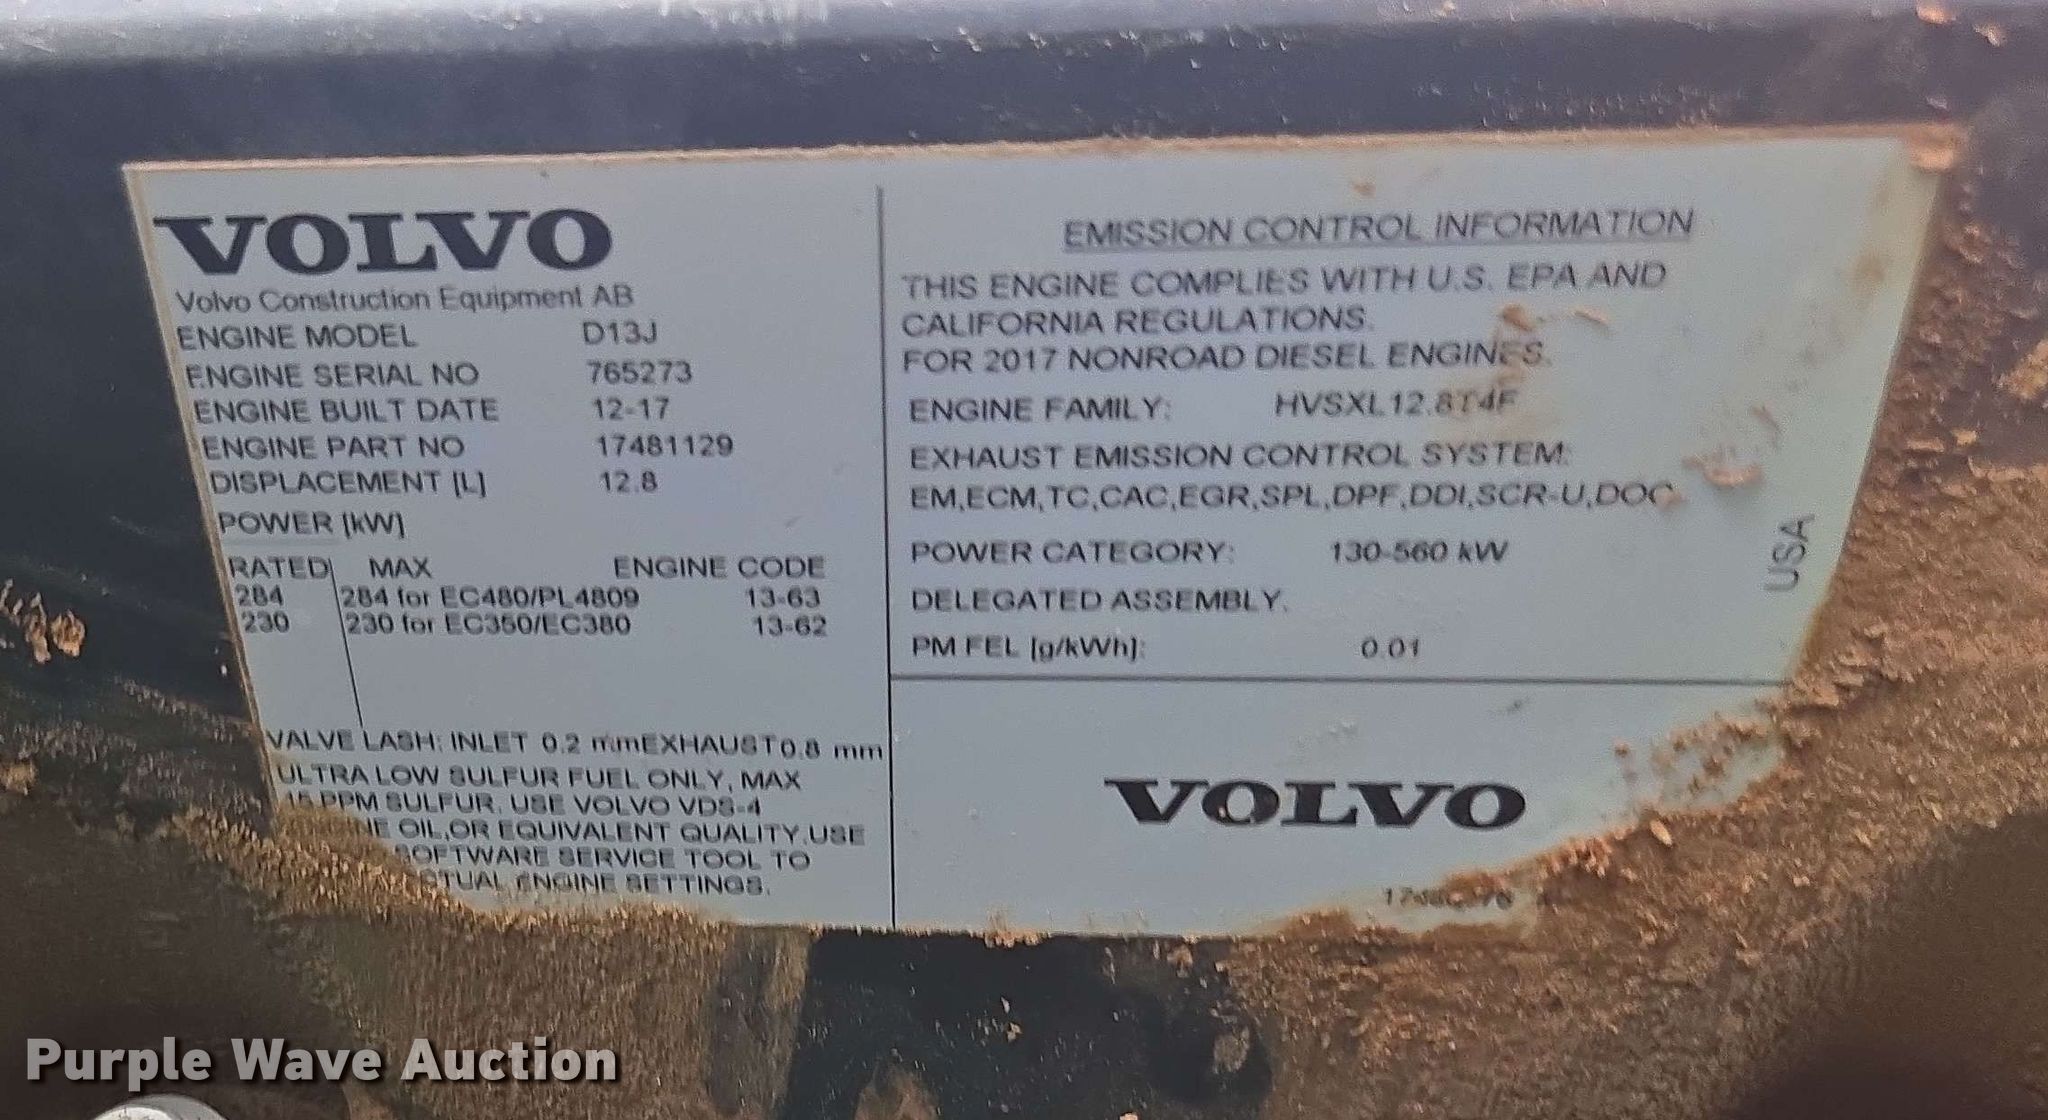 VOLVO
Volvo Construction Equipment AB
ENGINE MODEL D13J
ENGINE SERIAL NO 765273
ENGINE BUILT DATE 12-17
ENGINE PART NO 17481129
DISPLACEMENT [L] 12.8
POWER [kW]
RATED MAX ENGINE CODE
284 284 for EC480/PL4809 13-63
230 230 for EC350/EC380 13-62
VALVE LASH: INLET 0.2 mm EXHAUST 0.8 mm
ULTRA LOW SULFUR FUEL ONLY, MAX
15 PPM SULFUR. USE VOLVO VDS-4
OIL,OR EQUIVALENT QUALITY.USE
SOFTWARE SERVICE TOOL TO
ENGINE SETTINGS.
EMISSION CONTROL INFORMATION
THIS ENGINE COMPLIES WITH U.S. EPA AND
CALIFORNIA REGULATIONS.
FOR 2017 NONROAD DIESEL ENGINES.
ENGINE FAMILY: HVSXL12.8T4F
EXHAUST EMISSION CONTROL SYSTEM:
EM,ECM,TC,CAC,EGR,SPL,DPF,DDI,SCR-U,DOC
POWER CATEGORY: 130-560 kW
DELEGATED ASSEMBLY.
PM FEL [g/kWh]: 0.01
USA
VOLVO
Purple Wave Auction